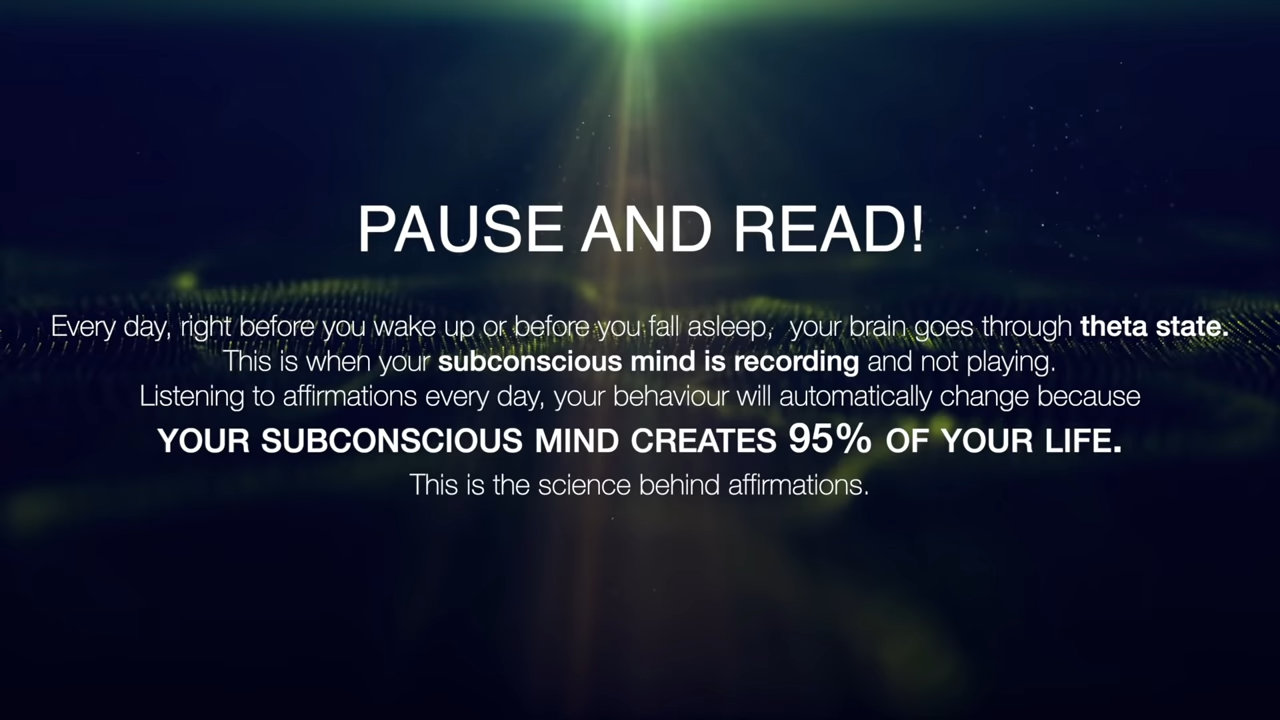 PAUSE AND READ!
Every day, right before you wake up or before you fall asleep, your brain goes through theta state.
This is when your subconscious mind is recording and not playing.
Listening to affirmations every day, your behaviour will automatically change because
YOUR SUBCONSCIOUS MIND CREATES 95% OF YOUR LIFE.
This is the science behind affirmations.